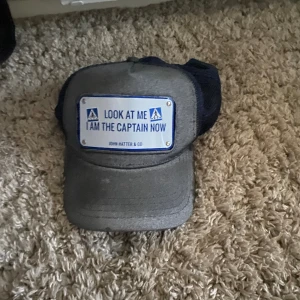 LOOK AT ME
I AM THE CAPTAIN NOW
JOHN HATTER & CO